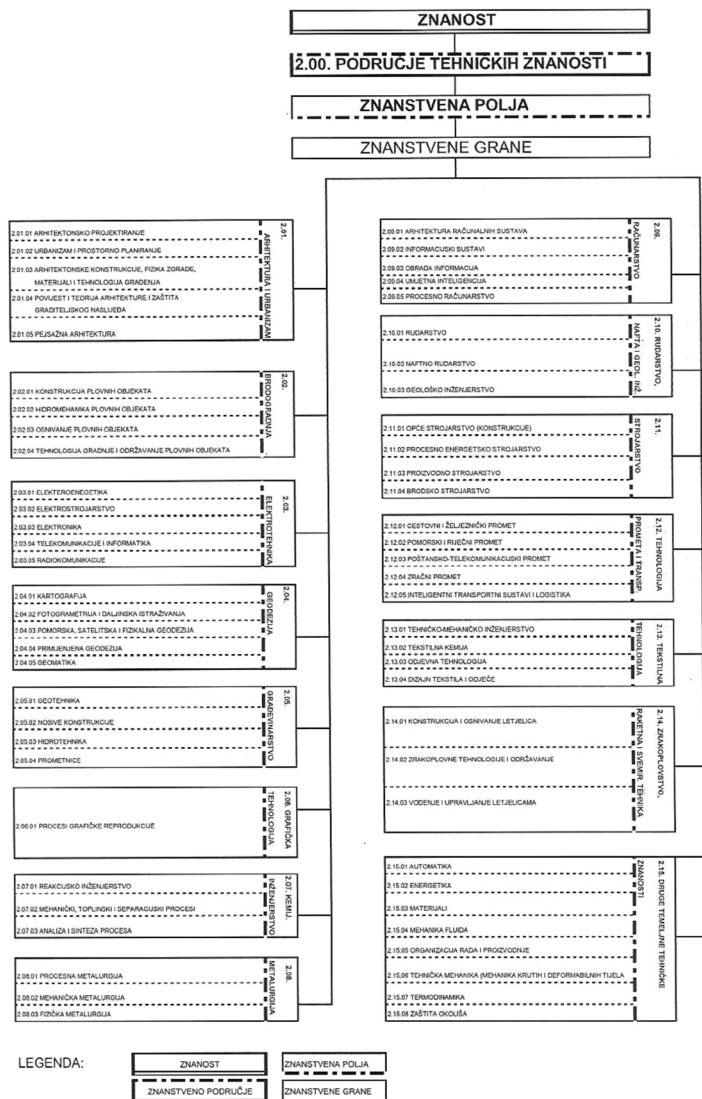 ZNANOST
2.00. PODRUČJE TEHNICKIH ZNANOSTI
ZNANSTVENA POLJA
ZNANSTVENE GRANE
2.01.
ARHITEKTURA I URBANIZAM
2.01.01 ARHITEKTONSKO PROJEKTIRANJE
2.01.02 URBANIZAM I PROSTORNO PLANIRANJE
2.01.03 ARHITEKTONSKE KONSTRUKCIJE, FIZIKA ZGRADE,
MATERIJALI I TEHNOLOGIJA GRAĐENJA
2.01.04 POVIJEST I TEORIJA ARHITEKTURE I ZAŠTITA
GRADITELJSKOG NASLIJEĐA
2.01.05 PEJSAŽNA ARHITEKTURA
2.02.
BRODOGRADNJA
2.02.01 KONSTRUKCIJA PLOVNIH OBJEKATA
2.02.02 HIDROMEHANIKA PLOVNIH OBJEKATA
2.02.03 OSNIVANJE PLOVNIH OBJEKATA
2.02.04 TEHNOLOGIJA GRADNJE I ODRŽAVANJE PLOVNIH OBJEKATA
2.03.
ELEKTROTEHNIKA
2.03.01 ELEKTEROENEGETIKA
2.03.02 ELEKTROSTROJARSTVO
2.03.03 ELEKTRONIKA
2.03.04 TELEKOMUNIKACIJE I INFORMATIKA
2.03.05 RADIOKOMUNIKACIJE
2.04.
GEODEZIJA
2.04.01 KARTOGRAFIJA
2.04.02 FOTOGRAMETRIJA I DALJINSKA ISTRAŽIVANJA
2.04.03 POMORSKA, SATELITSKA I FIZIKALNA GEODEZIJA
2.04.04 PRIMIJENJENA GEODEZIJA
2.04.05 GEOMATIKA
2.05.
GRAĐEVINARSTVO
2.05.01 GEOTEHNIKA
2.05.02 NOSIVE KONSTRUKCIJE
2.05.03 HIDROTEHNIKA
2.05.04 PROMETNICE
2.06. GRAFIČKA
TEHNOLOGIJA
2.06.01 PROCESI GRAFIČKE REPRODUKCIJE
2.07. KEMIJ.
INŽENJERSTVO
2.07.01 REAKCIJSKO INŽENJERSTVO
2.07.02 MEHANIČKI, TOPLINSKI I SEPARACIJSKI PROCESI
2.07.03 ANALIZA I SINTEZA PROCESA
2.08.
METALURGIJA
2.08.01 PROCESNA METALURGIJA
2.08.02 MEHANIČKA METALURGIJA
2.08.03 FIZIČKA METALURGIJA
2.09.
RAČUNARSTVO
2.09.01 ARHITEKTURA RAČUNALNIH SUSTAVA
2.09.02 INFORMACIJSKI SUSTAVI
2.09.03 OBRADA INFORMACIJA
2.09.04 UMJETNA INTELIGENCIJA
2.09.05 PROCESNO RAČUNARSTVO
2.10. RUDARSTVO,
NAFTA I GEOL. INŽ.
2.10.01 RUDARSTVO
2.10.02 NAFTNO RUDARSTVO
2.10.03 GEOLOŠKO INŽENJERSTVO
2.11.
STROJARSTVO
2.11.01 OPĆE STROJARSTVO (KONSTRUKCIJE)
2.11.02 PROCESNO ENERGETSKO STROJARSTVO
2.11.03 PROIZVODNO STROJARSTVO
2.11.04 BRODSKO STROJARSTVO
2.12. TEHNOLOGIJA
PROMETA I TRANSP.
2.12.01 CESTOVNI I ŽELJEZNIČKI PROMET
2.12.02 POMORSKI I RIJEČNI PROMET
2.12.03 POŠTANSKO-TELEKOMUNIKACIJSKI PROMET
2.12.04 ZRAČNI PROMET
2.12.05 INTELIGENTNI TRANSPORTNI SUSTAVI I LOGISTIKA
2.13. TEKSTILNA
TEHNOLOGIJA
2.13.01 TEHNIČKO-MEHANIČKO INŽENJERSTVO
2.13.02 TEKSTILNA KEMIJA
2.13.03 ODJEVNA TEHNOLOGIJA
2.13.04 DIZAJN TEKSTILA I ODJEĆE
2.14. ZRAKOPLOVSTVO,
RAKETNA I SVEMIR. TEHNIKA
2.14.01 KONSTRUKCIJA I OSNIVANJE LETJELICA
2.14.02 ZRAKOPLOVNE TEHNOLOGIJE I ODRŽAVANJE
2.14.03 VOĐENJE I UPRAVLJANJE LETJELICAMA
2.15. DRUGE TEMELJNE TEHNIČKE
ZNANOSTI
2.15.01 AUTOMATIKA
2.15.02 ENERGETIKA
2.15.03 MATERIJALI
2.15.04 MEHANIKA FLUIDA
2.15.05 ORGANIZACIJA RADA I PROIZVODNJE
2.15.06 TEHNIČKA MEHANIKA (MEHANIKA KRUTIH I DEFORMABILNIH TIJELA
2.15.07 TERMODINAMIKA
2.15.08 ZAŠTITA OKOLIŠA
LEGENDA:
ZNANOST
ZNANSTVENA POLJA
ZNANSTVENO PODRUČJE
ZNANSTVENE GRANE